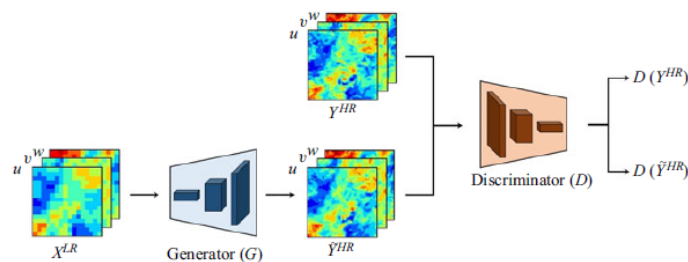 u v w
Y^{HR}
D (Y^{HR})
u v w
X^{LR}
Generator (G)
u v w
Ỹ^{HR}
Discriminator (D)
D (Ỹ^{HR})